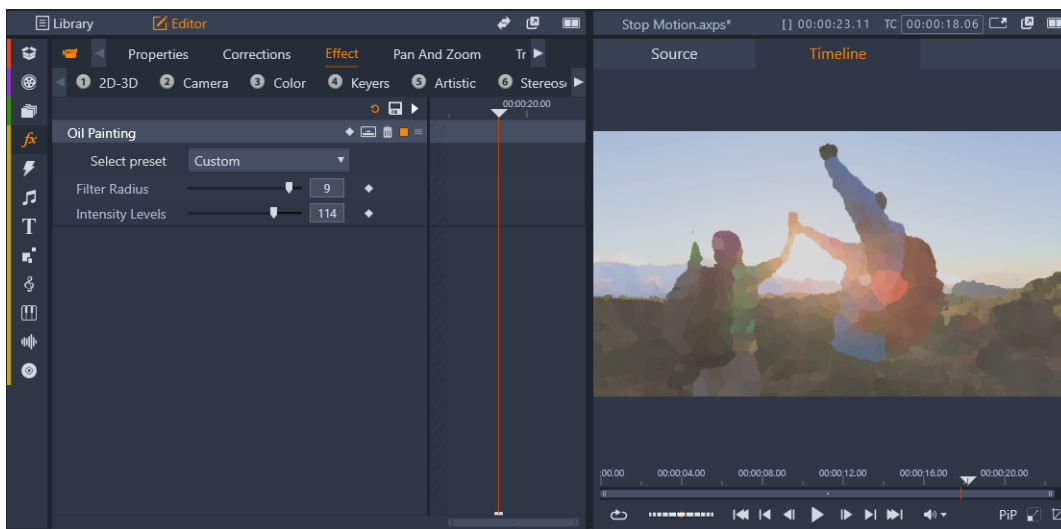 Library Editor
Stop Motion.axps* [ ] 00:00:23.11 TC 00:00:18.06
Properties Corrections Effect Pan And Zoom Tr
Source Timeline
1 2D-3D 2 Camera 3 Color 4 Keyers 5 Artistic 6 Stereos
00:00:20.00
Oil Painting
fx
Select preset Custom
Filter Radius 9
Intensity Levels 114
T
:00.00 00:00:04.00 00:00:08.00 00:00:12.00 00:00:16.00 00:00:20.00
PiP